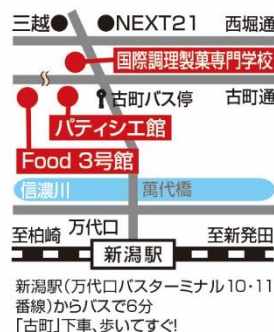 三越● ●NEXT21 西堀通
国際調理製菓専門学校
古町バス停 古町通
パティシエ館
Food 3号館
信濃川 萬代橋
至柏崎 万代口 至新発田
新潟駅
新潟駅(万代口バスターミナル10・11
番線)からバスで6分
「古町」下車、歩いてすぐ!